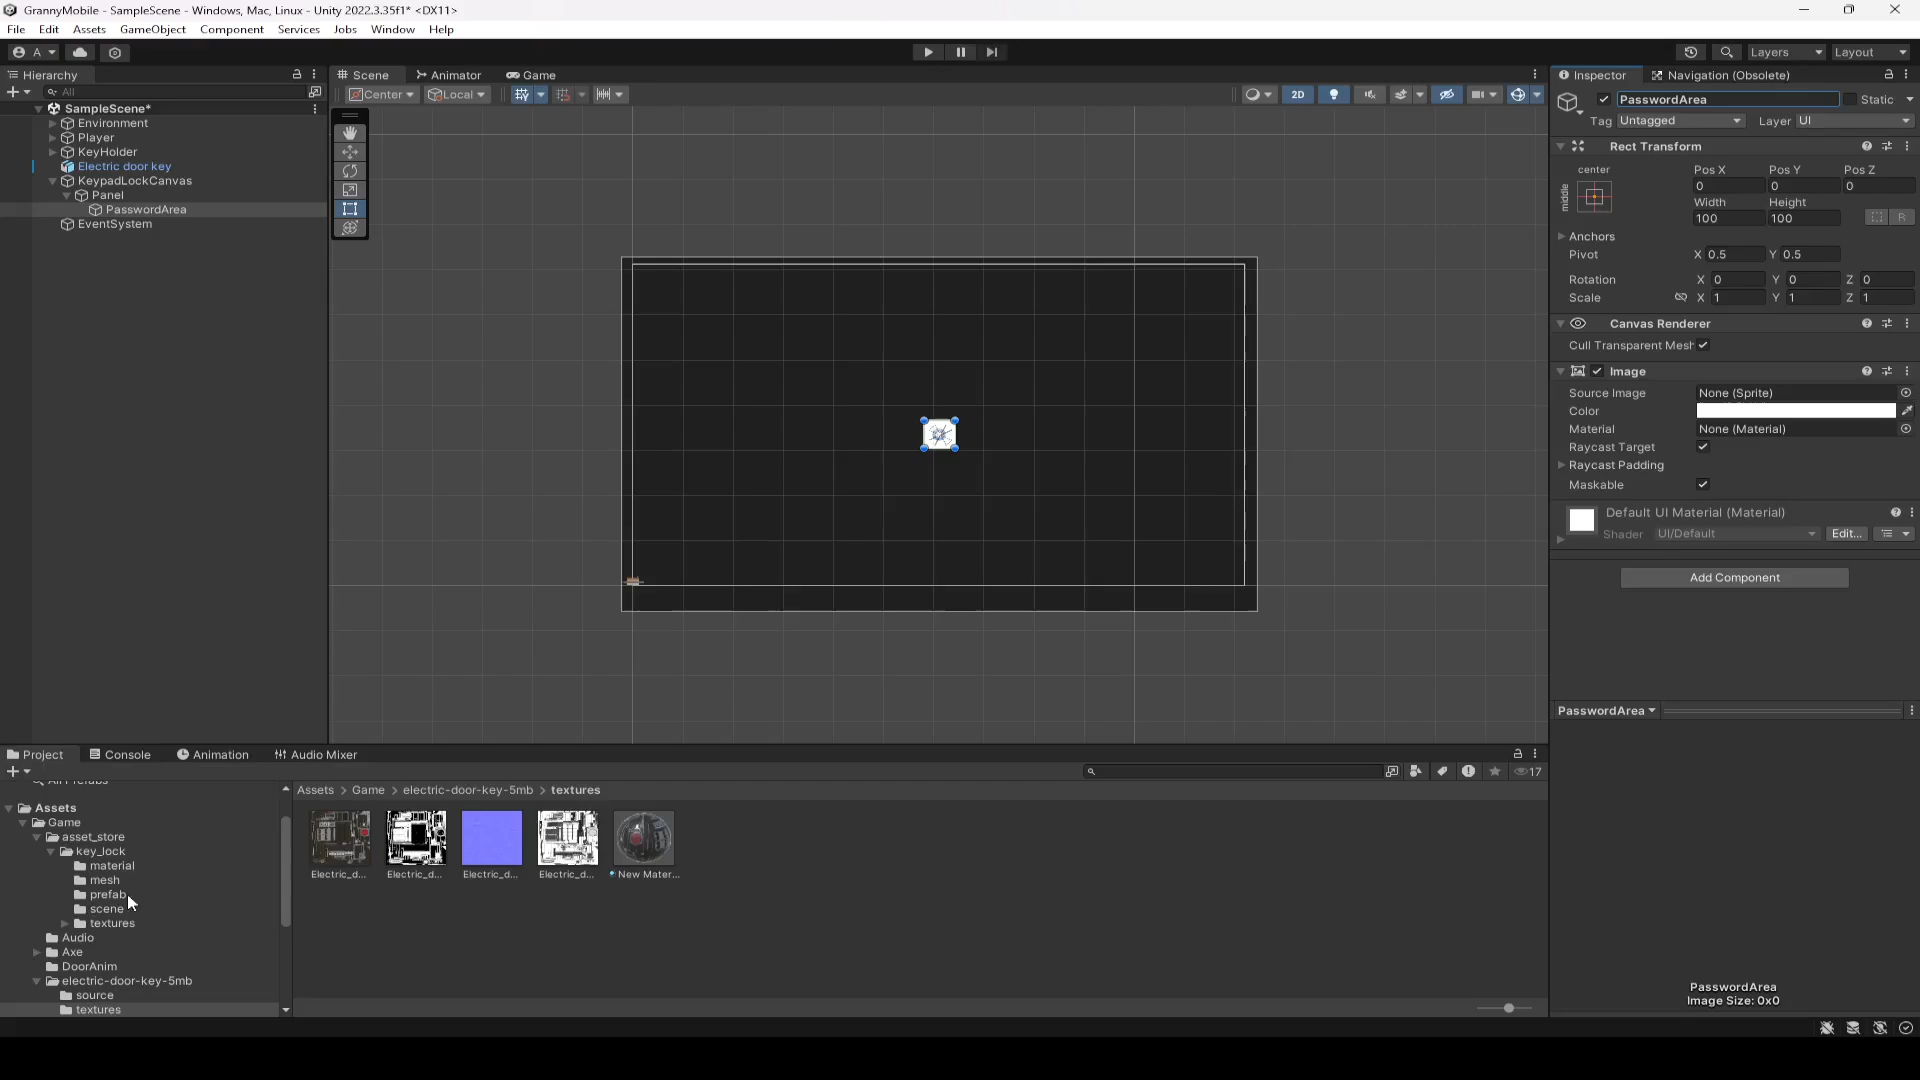 GrannyMobile - SampleScene - Windows, Mac, Linux - Unity 2022.3.35f1* <DX11>
File Edit Assets GameObject Component Services Jobs Window Help
A Layers Layout
Hierarchy
All
SampleScene*
Environment
Player
KeyHolder
Electric door key
KeypadLockCanvas
Panel
PasswordArea
EventSystem
Scene Animator Game
Center Local 2D
Inspector Navigation (Obsolete)
PasswordArea Static
Tag Untagged Layer UI
Rect Transform
center Pos X Pos Y Pos Z
middle 0 0 0
Width Height
100 100 R
Anchors
Pivot X 0.5 Y 0.5
Rotation X 0 Y 0 Z 0
Scale X 1 Y 1 Z 1
Canvas Renderer
Cull Transparent Mesh
Image
Source Image None (Sprite)
Color
Material None (Material)
Raycast Target
Raycast Padding
Maskable
Default UI Material (Material)
Shader UI/Default Edit...
Add Component
PasswordArea
PasswordArea
Image Size: 0x0
Project Console Animation Audio Mixer
17
Assets
Game
asset_store
key_lock
material
mesh
prefab
scene
textures
Audio
Axe
DoorAnim
electric-door-key-5mb
source
textures
Assets > Game > electric-door-key-5mb > textures
Electric_d... Electric_d... Electric_d... Electric_d... New Mater...